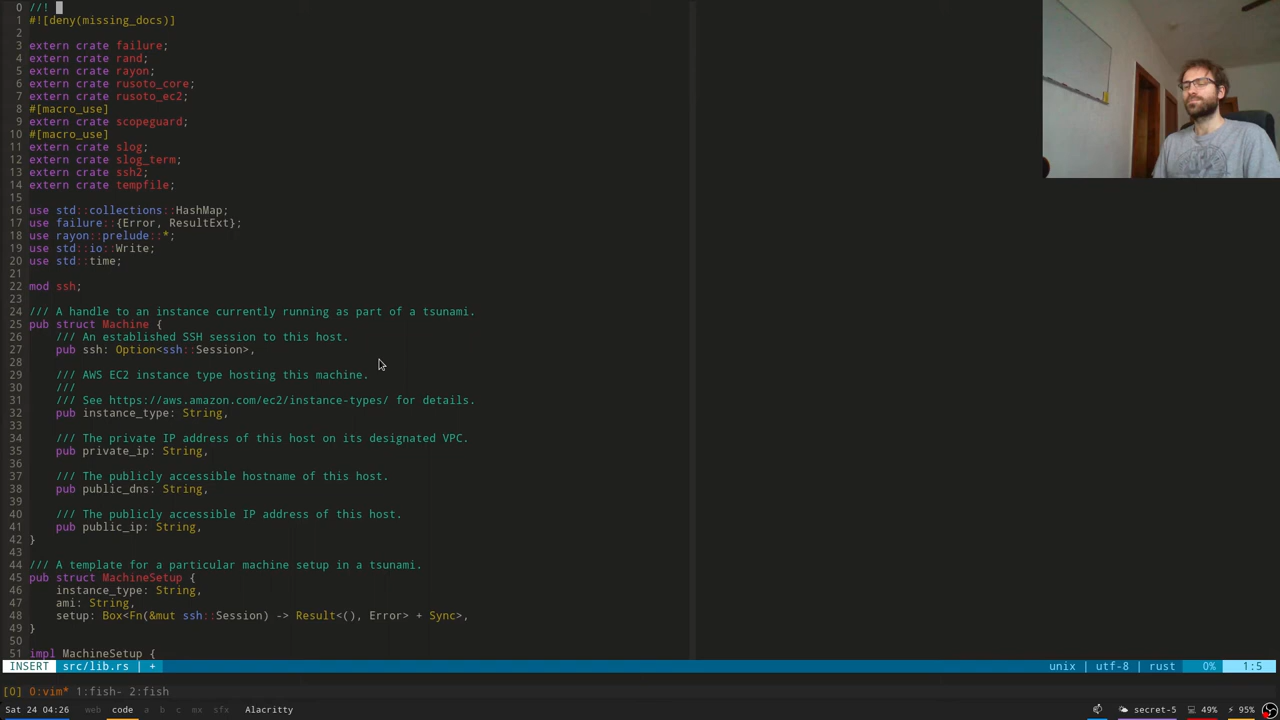 0 //!
1 #![deny(missing_docs)]
2
3 extern crate failure;
4 extern crate rand;
5 extern crate rayon;
6 extern crate rusoto_core;
7 extern crate rusoto_ec2;
8 #[macro_use]
9 extern crate scopeguard;
10 #[macro_use]
11 extern crate slog;
12 extern crate slog_term;
13 extern crate ssh2;
14 extern crate tempfile;
15
16 use std::collections::HashMap;
17 use failure::{Error, ResultExt};
18 use rayon::prelude::*;
19 use std::io::Write;
20 use std::time;
21
22 mod ssh;
23
24 /// A handle to an instance currently running as part of a tsunami.
25 pub struct Machine {
26     /// An established SSH session to this host.
27     pub ssh: Option<ssh::Session>,
28
29     /// AWS EC2 instance type hosting this machine.
30     ///
31     /// See https://aws.amazon.com/ec2/instance-types/ for details.
32     pub instance_type: String,
33
34     /// The private IP address of this host on its designated VPC.
35     pub private_ip: String,
36
37     /// The publicly accessible hostname of this host.
38     pub public_dns: String,
39
40     /// The publicly accessible IP address of this host.
41     pub public_ip: String,
42 }
43
44 /// A template for a particular machine setup in a tsunami.
45 pub struct MachineSetup {
46     instance_type: String,
47     ami: String,
48     setup: Box<Fn(&mut ssh::Session) -> Result<(), Error> + Sync>,
49 }
50
51 impl MachineSetup {
INSERT src/lib.rs | + unix | utf-8 | rust 0% 1:5
[0] 0:vim* 1:fish- 2:fish
Sat 24 04:26 web code a b c mx sfx Alacritty secret-5 49% 95%